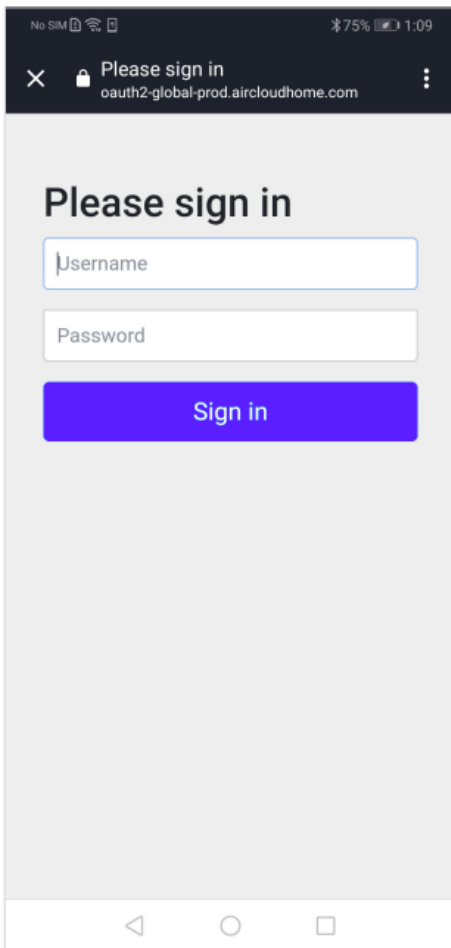 No SIM 75% 1:09
Please sign in
oauth2-global-prod.aircloudhome.com
Please sign in
Username
Password
Sign in